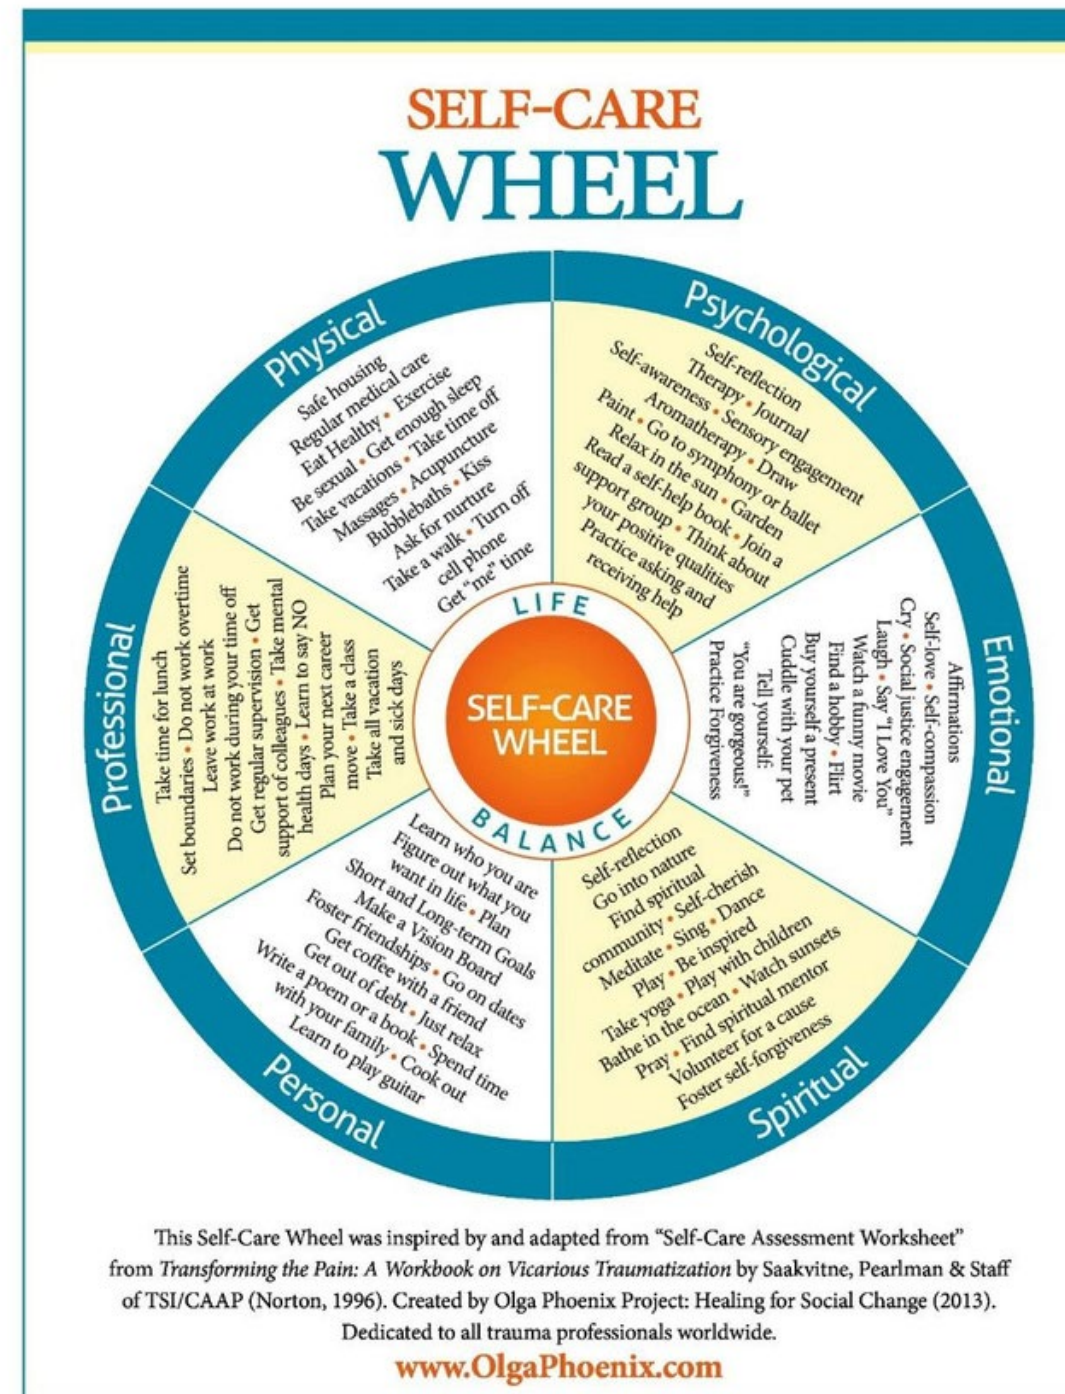 SELF-CARE
WHEEL
Physical
Safe housing
Regular medical care
Eat Healthy • Exercise
Be sexual • Get enough sleep
Take vacations • Take time off
Massages • Acupuncture
Bubblebaths • Kiss
Ask for nurture
Take a walk • Turn off
cell phone
Get "me" time
Psychological
Self-reflection
Therapy • Journal
Self-awareness • Sensory engagement
Aromatherapy • Draw
Paint • Go to symphony or ballet
Relax in the sun • Garden
Read a self-help book • Join a
support group • Think about
your positive qualities
Practice asking and
receiving help
Emotional
Affirmations
Self-love • Self-compassion
Cry • Social justice engagement
Laugh • Say "I Love You"
Watch a funny movie
Find a hobby • Flirt
Buy yourself a present
Cuddle with your pet
Tell yourself:
"You are gorgeous!"
Practice Forgiveness
Spiritual
Self-reflection
Go into nature
Find spiritual
community • Self-cherish
Meditate • Sing • Dance
Play • Be inspired
Take yoga • Play with children
Bathe in the ocean • Watch sunsets
Pray • Find spiritual mentor
Volunteer for a cause
Foster self-forgiveness
Personal
Learn who you are
Figure out what you
want in life • Plan
Short and Long-term Goals
Make a Vision Board
Foster friendships • Go on dates
Get coffee with a friend
Get out of debt • Just relax
Write a poem or a book • Spend time
with your family • Cook out
Learn to play guitar
Professional
Take time for lunch
Set boundaries • Do not work overtime
Leave work at work
Do not work during your time off
Get regular supervision • Get
support of colleagues • Take mental
health days • Learn to say NO
Plan your next career
move • Take a class
Take all vacation
and sick days
LIFE
SELF-CARE
WHEEL
BALANCE
This Self-Care Wheel was inspired by and adapted from "Self-Care Assessment Worksheet"
from Transforming the Pain: A Workbook on Vicarious Traumatization by Saakvitne, Pearlman & Staff
of TSI/CAAP (Norton, 1996). Created by Olga Phoenix Project: Healing for Social Change (2013).
Dedicated to all trauma professionals worldwide.
www.OlgaPhoenix.com